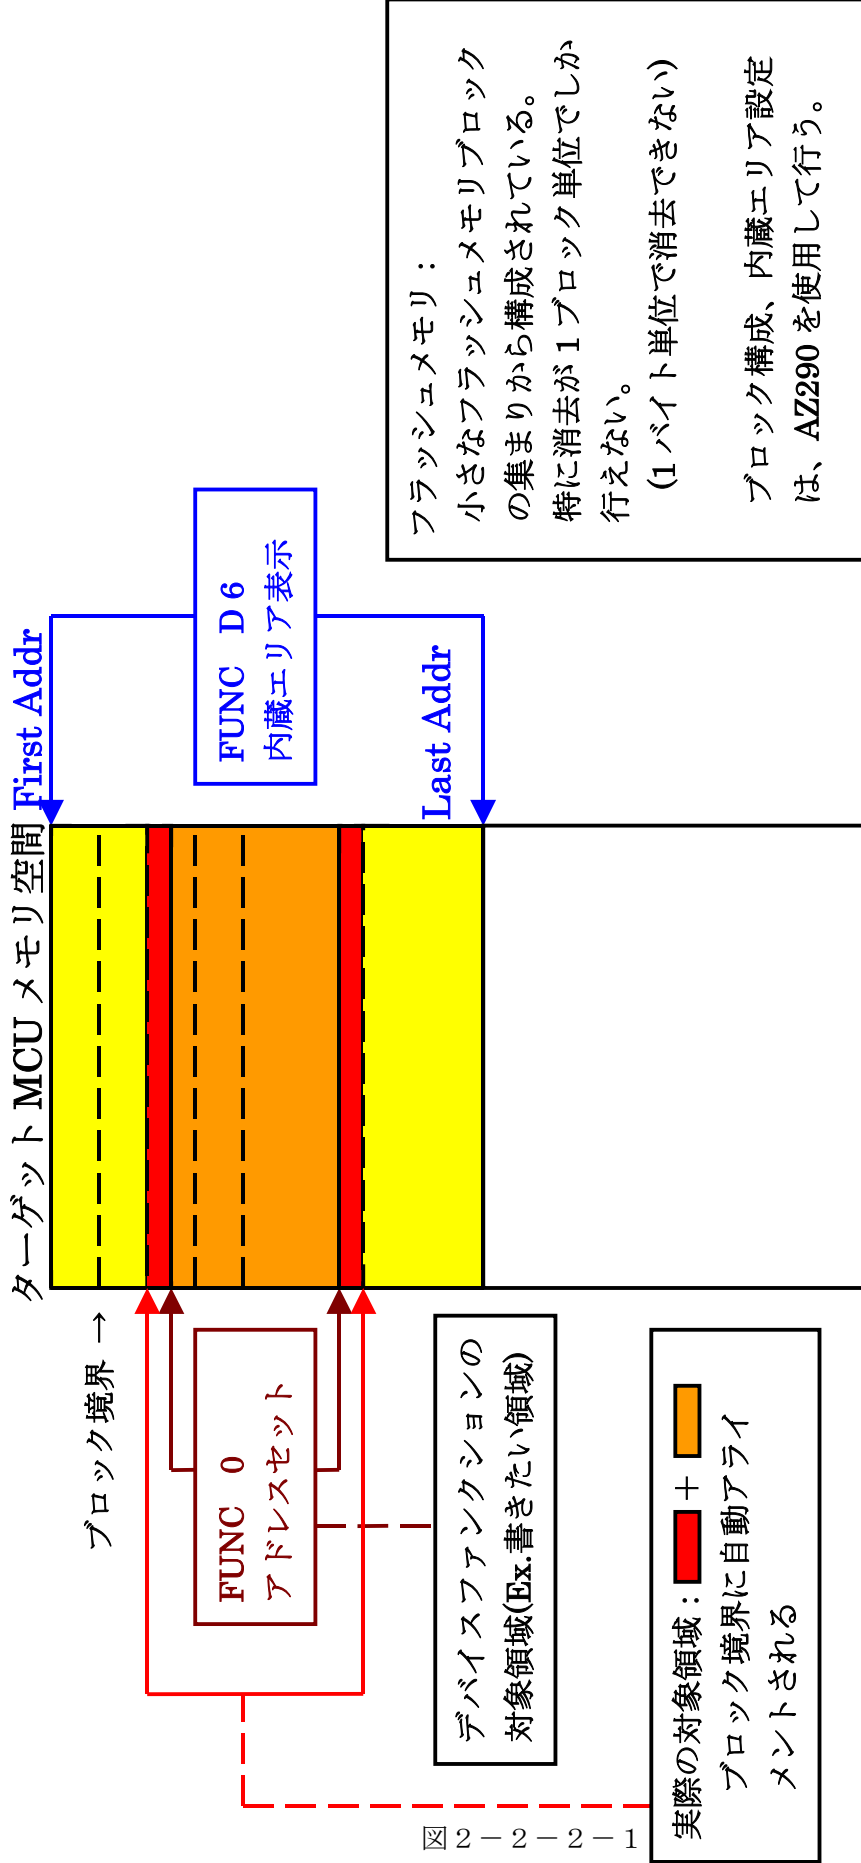 ターゲット MCU メモリ空間
First Addr
ブロック境界 →
FUNC 0
アドレスセット
FUNC D6
内蔵エリア表示
Last Addr
デバイスファンクションの
対象領域(Ex.書きたい領域)
実際の対象領域： ＋
ブロック境界に自動アライ
メントされる
フラッシュメモリ：
小さなフラッシュメモリブロック
の集まりから構成されている。
特に消去が 1 ブロック単位でしか
行えない。
(1 バイト単位で消去できない)
ブロック構成、内蔵エリア設定
は、AZ290 を使用して行う。
図２－２－２－１